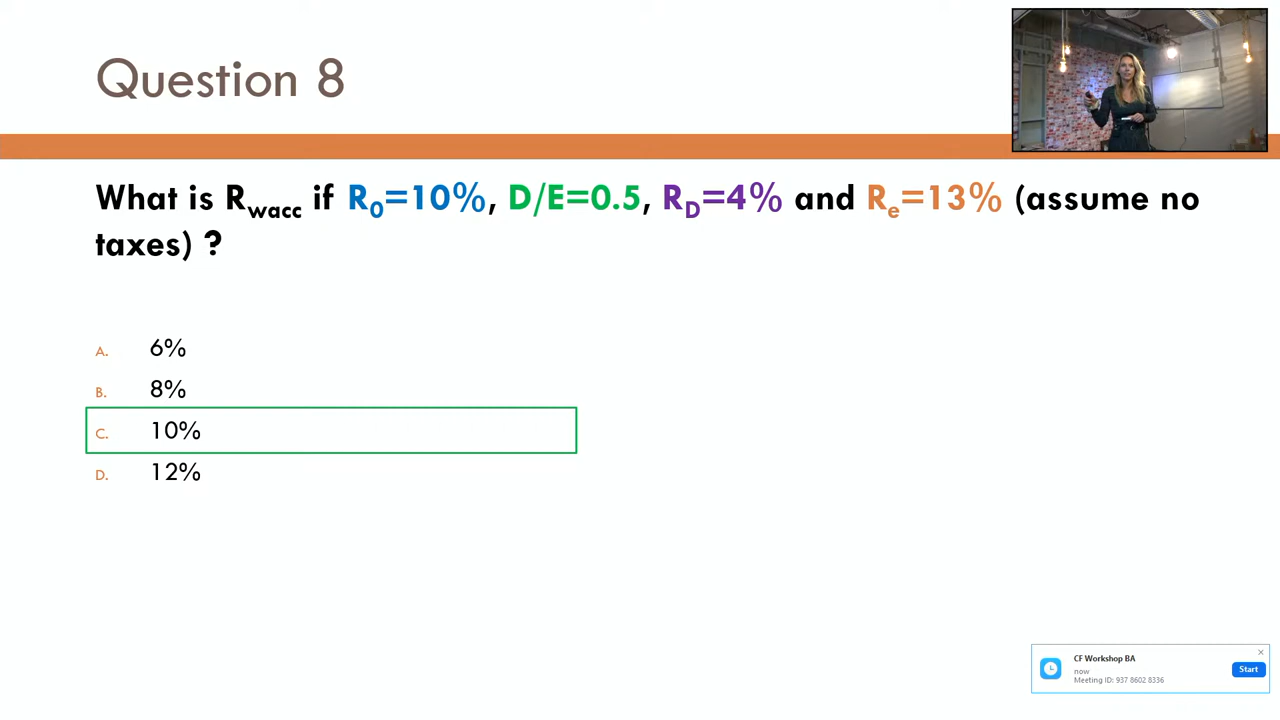 Question 8
What is Rwacc if R0=10%, D/E=0.5, RD=4% and Re=13% (assume no
taxes) ?
A. 6%
B. 8%
C. 10%
D. 12%
CF Workshop BA
now
Start
Meeting ID: 937 8602 8336